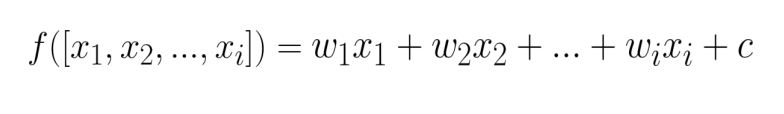 f([x₁, x₂, ..., xᵢ]) = w₁x₁ + w₂x₂ + ... + wᵢxᵢ + c